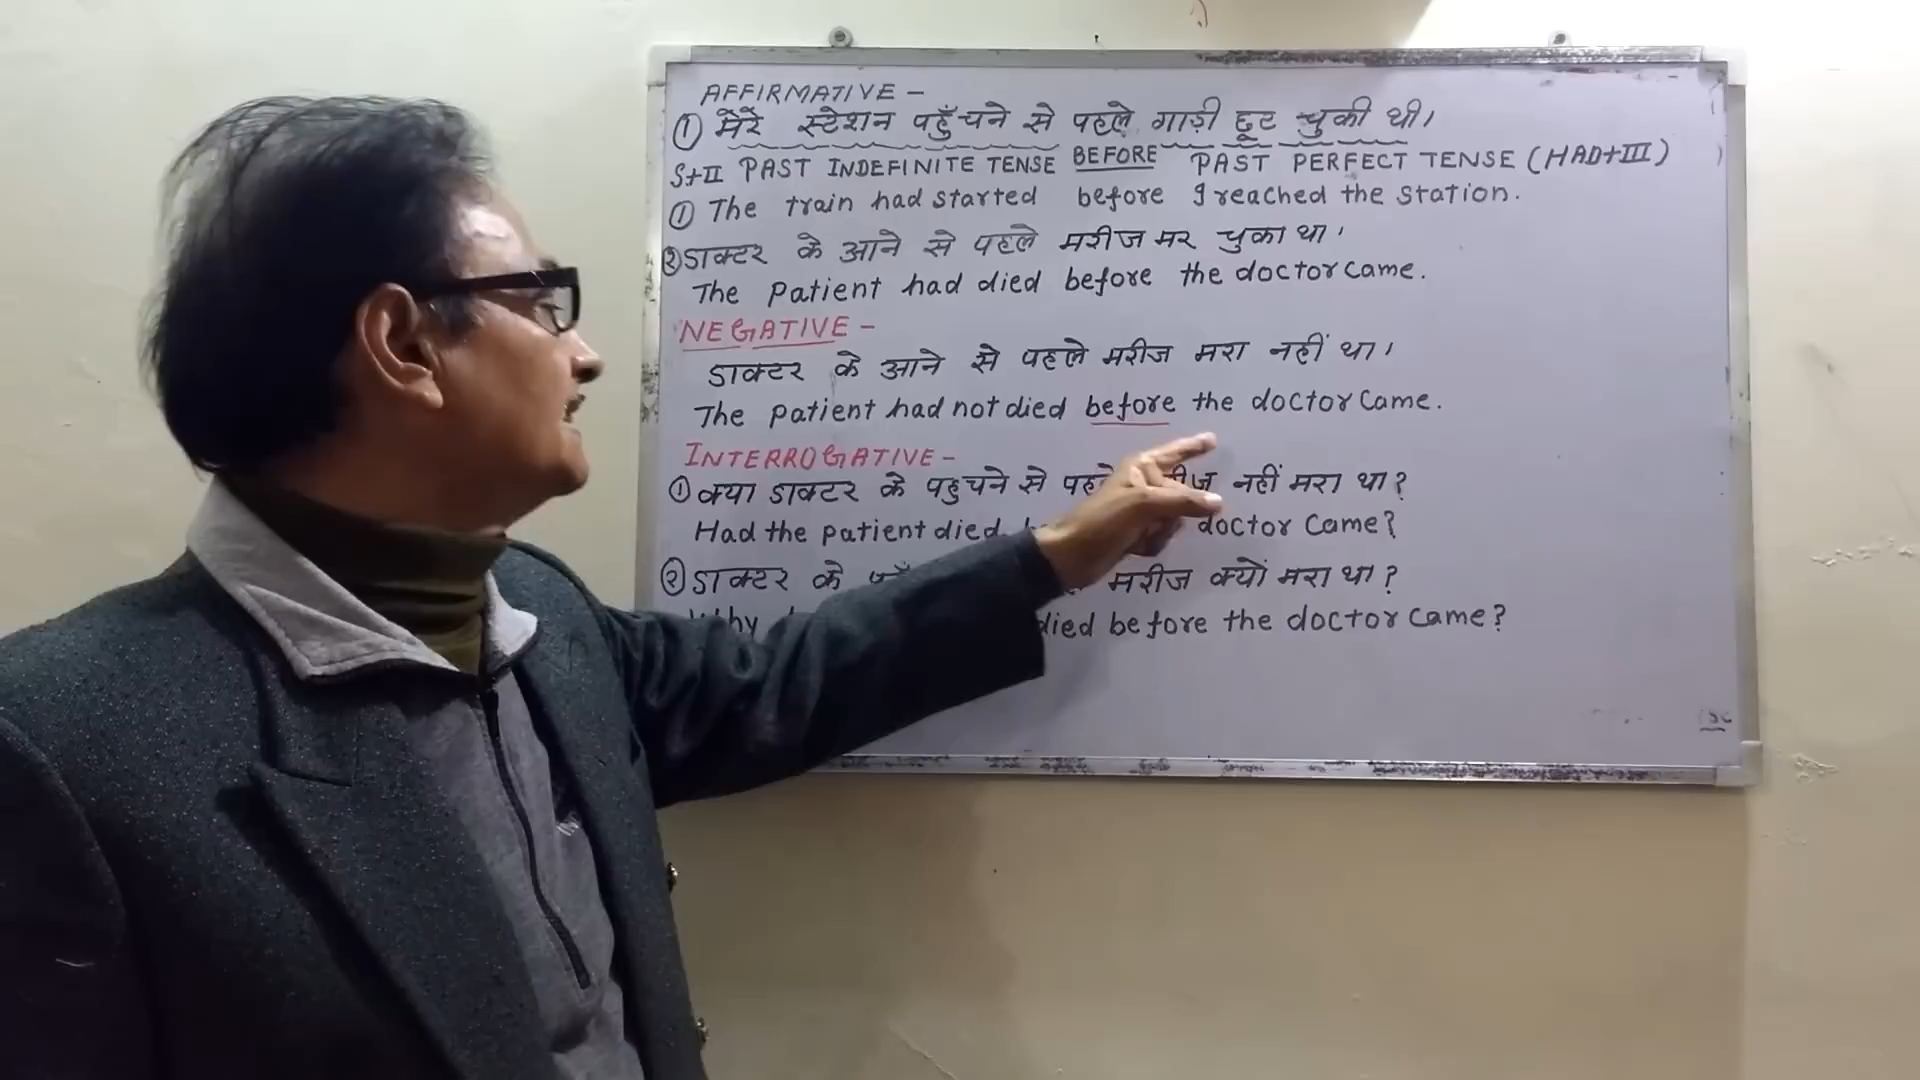 AFFIRMATIVE -
① मेरे स्टेशन पहुँचने से पहले गाड़ी छूट चुकी थी।
S+II PAST INDEFINITE TENSE BEFORE PAST PERFECT TENSE (HAD+III)
① The train had started before I reached the station.
② डाक्टर के आने से पहले मरीज मर चुका था।
The Patient had died before the doctor came.
NEGATIVE -
डाक्टर के आने से पहले मरीज मरा नहीं था।
The patient had not died before the doctor came.
INTERROGATIVE -
① क्या डाक्टर के पहुचने से नहीं मरा था?
Had the patient died doctor came?
② डाक्टर के मरीज क्यों मरा था?
died before the doctor came?